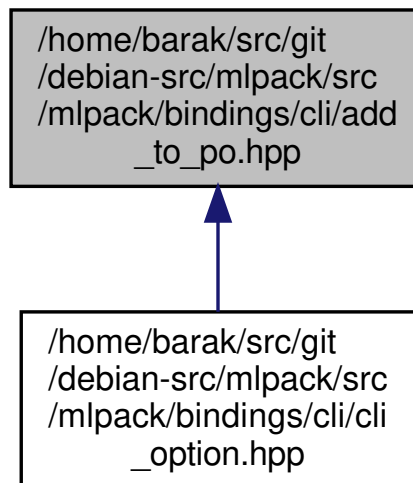 /home/barak/src/git
/debian-src/mlpack/src
/mlpack/bindings/cli/add
_to_po.hpp
/home/barak/src/git
/debian-src/mlpack/src
/mlpack/bindings/cli/cli
_option.hpp